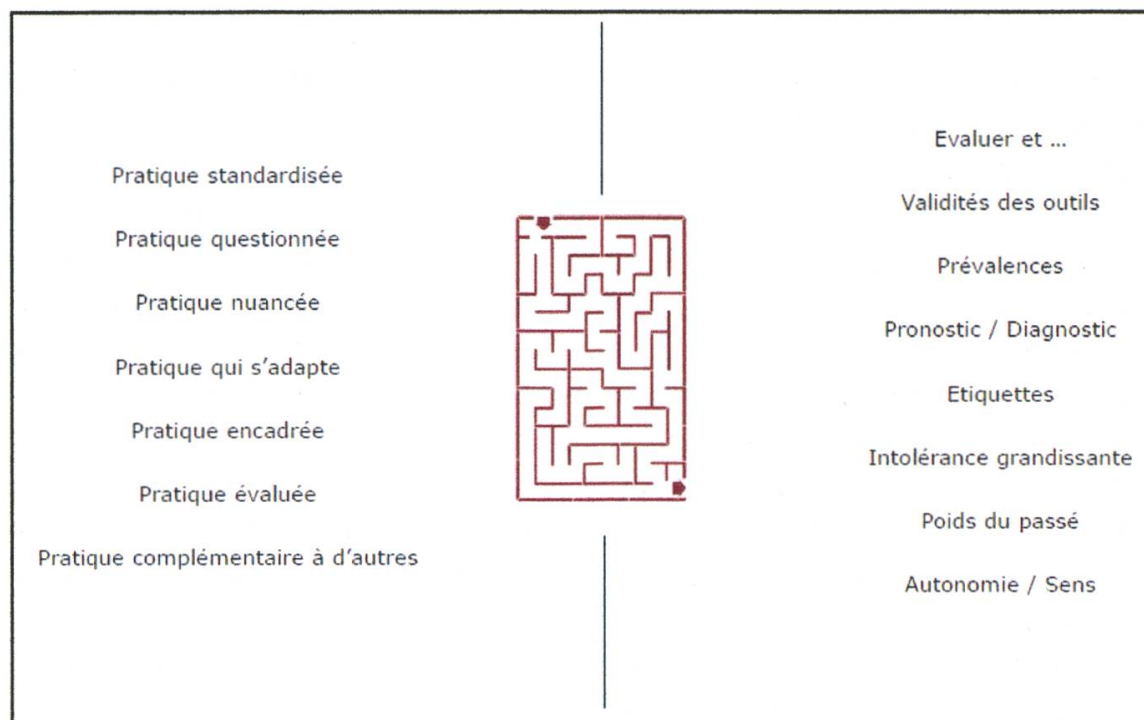 Pratique standardisée
Pratique questionnée
Pratique nuancée
Pratique qui s'adapte
Pratique encadrée
Pratique évaluée
Pratique complémentaire à d'autres
Evaluer et ...
Validités des outils
Prévalences
Pronostic / Diagnostic
Etiquettes
Intolérance grandissante
Poids du passé
Autonomie / Sens